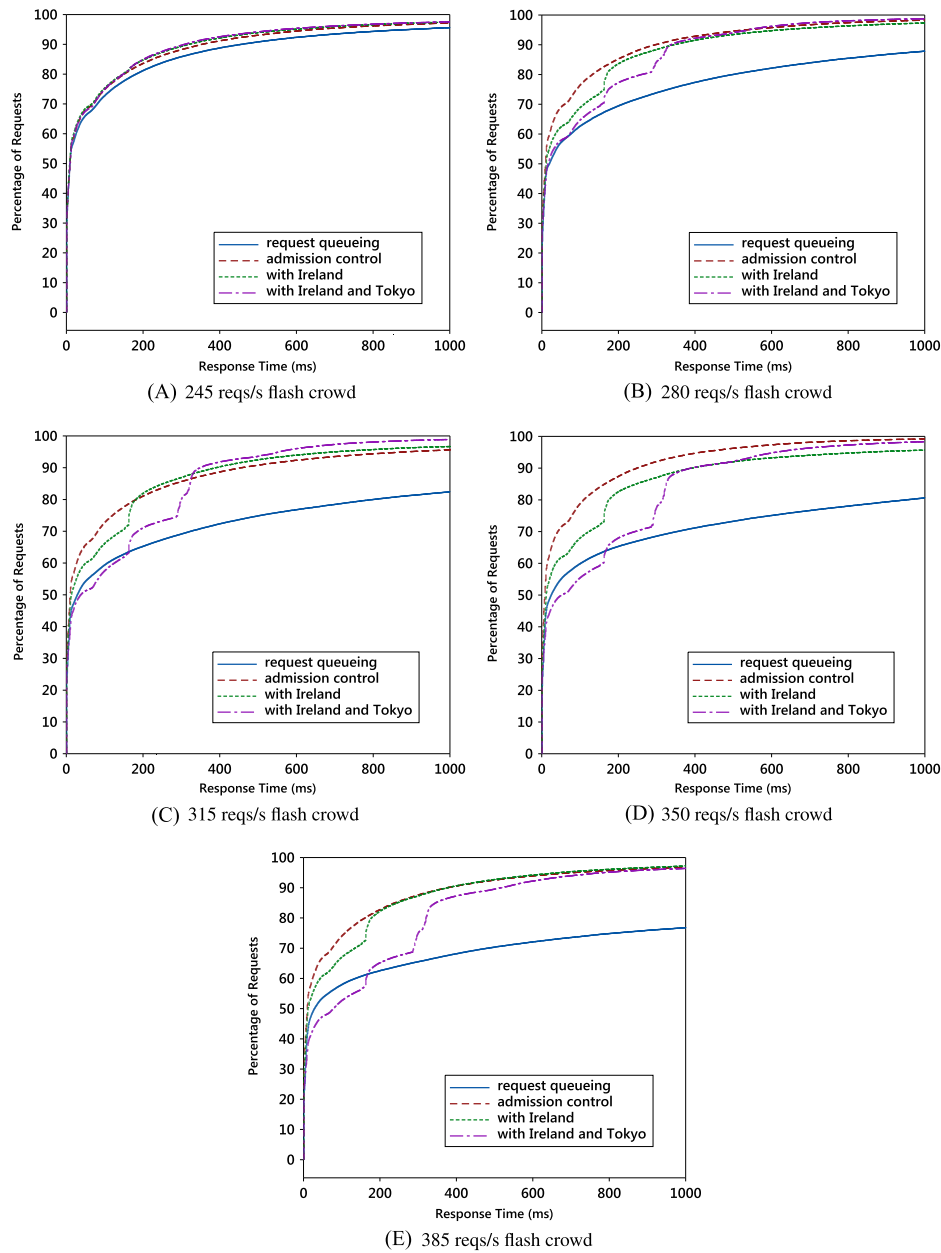 100
90
80
70
60
50
40
30
20
10
0
Percentage of Requests
request queueing
admission control
with Ireland
with Ireland and Tokyo
0 200 400 600 800 1000
Response Time (ms)
(A) 245 reqs/s flash crowd
100
90
80
70
60
50
40
30
20
10
0
Percentage of Requests
request queueing
admission control
with Ireland
with Ireland and Tokyo
0 200 400 600 800 1000
Response Time (ms)
(B) 280 reqs/s flash crowd
100
90
80
70
60
50
40
30
20
10
0
Percentage of Requests
request queueing
admission control
with Ireland
with Ireland and Tokyo
0 200 400 600 800 1000
Response Time (ms)
(C) 315 reqs/s flash crowd
100
90
80
70
60
50
40
30
20
10
0
Percentage of Requests
request queueing
admission control
with Ireland
with Ireland and Tokyo
0 200 400 600 800 1000
Response Time (ms)
(D) 350 reqs/s flash crowd
100
90
80
70
60
50
40
30
20
10
0
Percentage of Requests
request queueing
admission control
with Ireland
with Ireland and Tokyo
0 200 400 600 800 1000
Response Time (ms)
(E) 385 reqs/s flash crowd